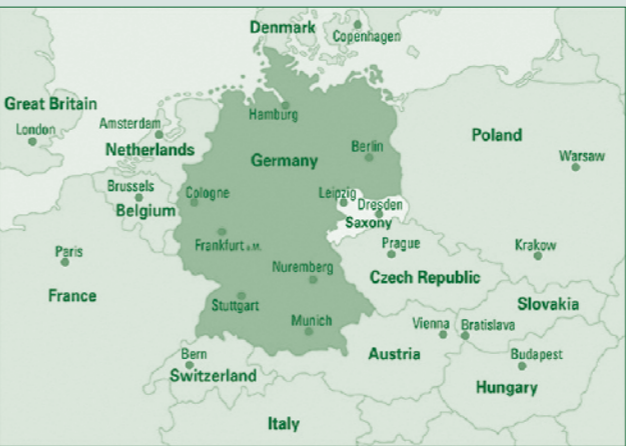 Denmark
Copenhagen
Great Britain
London
Amsterdam
Netherlands
Hamburg
Berlin
Poland
Warsaw
Germany
Brussels
Belgium
Cologne
Leipzig
Dresden
Saxony
Paris
France
Frankfurt a.M.
Prague
Krakow
Nuremberg
Czech Republic
Stuttgart
Slovakia
Munich
Vienna
Bratislava
Bern
Switzerland
Austria
Budapest
Hungary
Italy